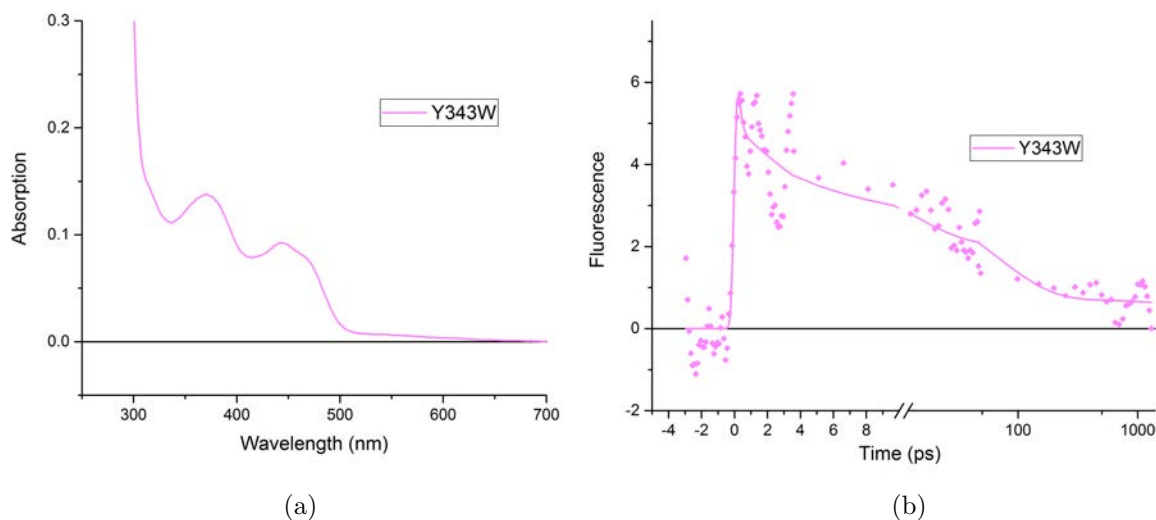 0.3
0.2
0.1
0.0
Absorption
Y343W
300 400 500 600 700
Wavelength (nm)
(a)
6
4
2
0
-2
Fluorescence
Y343W
-4 -2 0 2 4 6 8 100 1000
Time (ps)
(b)